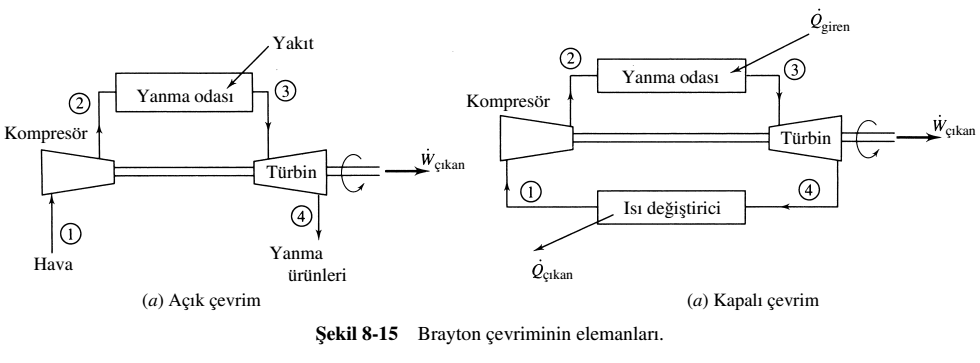 Yakıt
②
Yanma odası
③
Kompresör
Türbin
Ẇçıkan
④
①
Hava
Yanma
ürünleri
(a) Açık çevrim
Q̇giren
②
Yanma odası
③
Kompresör
Türbin
Ẇçıkan
①
④
Isı değiştirici
Q̇çıkan
(a) Kapalı çevrim
Şekil 8-15 Brayton çevriminin elemanları.